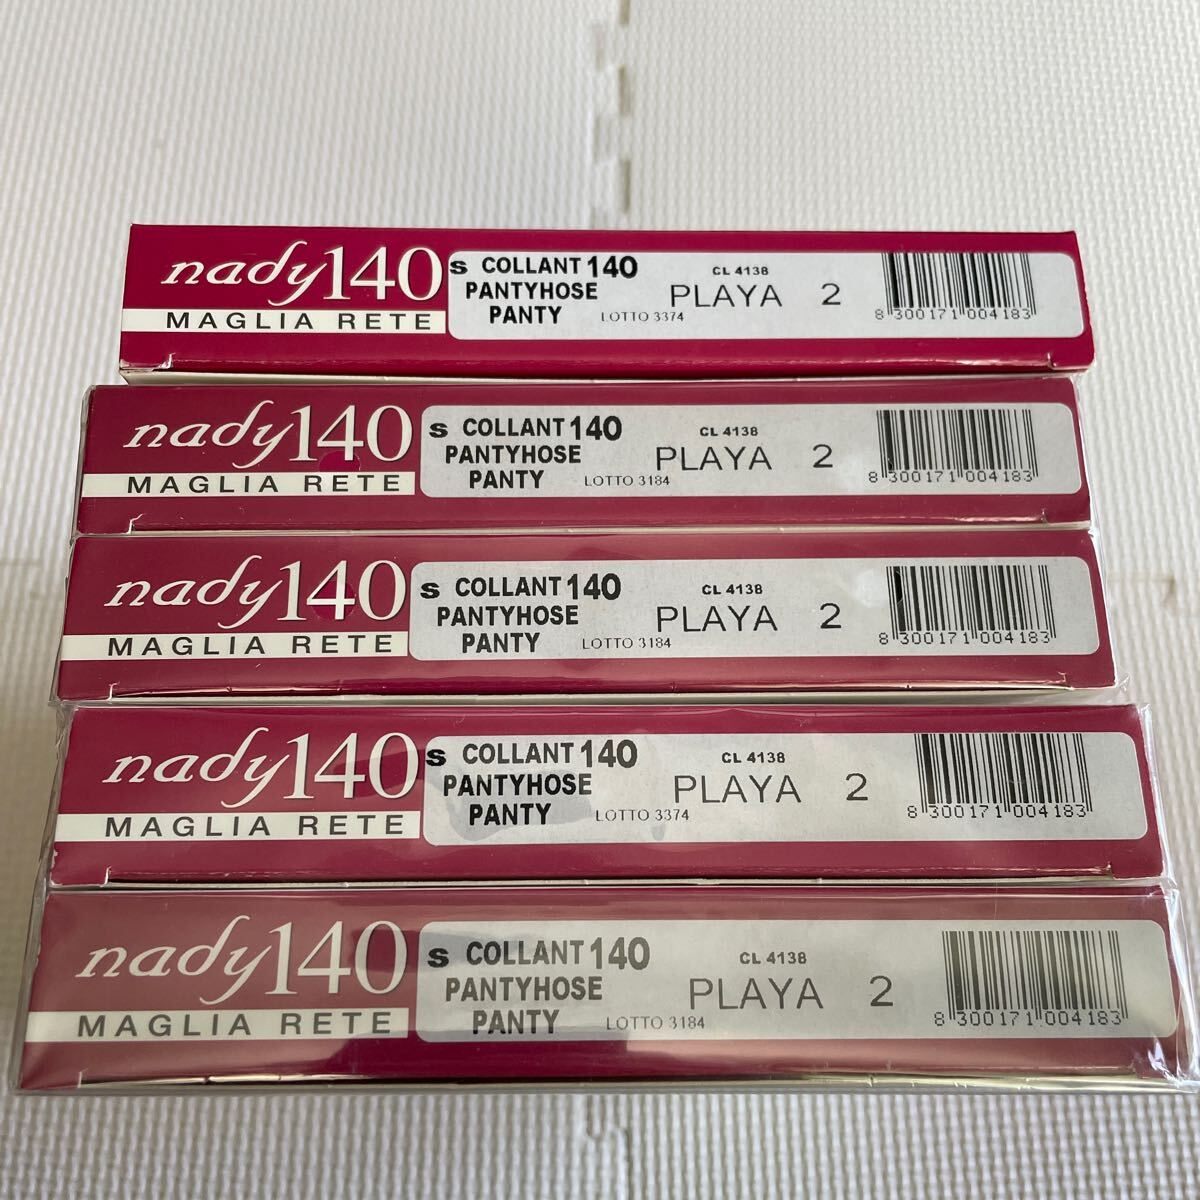 nady140
MAGLIA RETE
s COLLANT 140
PANTYHOSE
PANTY
LOTTO 3374
CL 4138
PLAYA 2
8 300171 004183
nady140
MAGLIA RETE
s COLLANT 140
PANTYHOSE
PANTY
LOTTO 3184
CL 4138
PLAYA 2
8 300171 004183
nady140
MAGLIA RETE
s COLLANT 140
PANTYHOSE
PANTY
LOTTO 3184
CL 4138
PLAYA 2
8 300171 004183
nady140
MAGLIA RETE
s COLLANT 140
PANTYHOSE
PANTY
LOTTO 3374
CL 4138
PLAYA 2
8 300171 004183
nady140
MAGLIA RETE
s COLLANT 140
PANTYHOSE
PANTY
LOTTO 3184
CL 4138
PLAYA 2
8 300171 004183